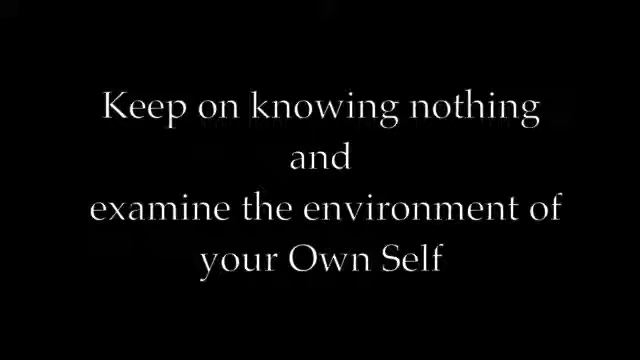 Keep on knowing nothing
and
examine the environment of
your Own Self